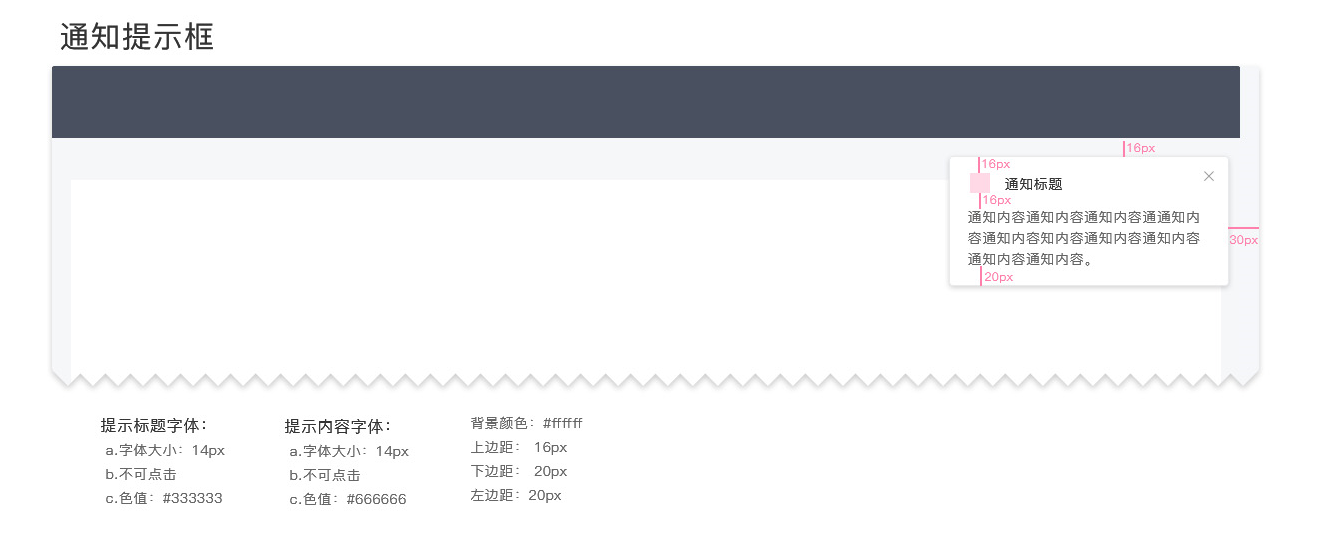 通知提示框
16px
16px
通知标题
16px
通知内容通知内容通知内容通通知内
容通知内容知内容通知内容通知内容
通知内容通知内容。
30px
20px
提示标题字体：
a.字体大小：14px
b.不可点击
c.色值：#333333
提示内容字体：
a.字体大小：14px
b.不可点击
c.色值：#666666
背景颜色：#ffffff
上边距： 16px
下边距： 20px
左边距：20px